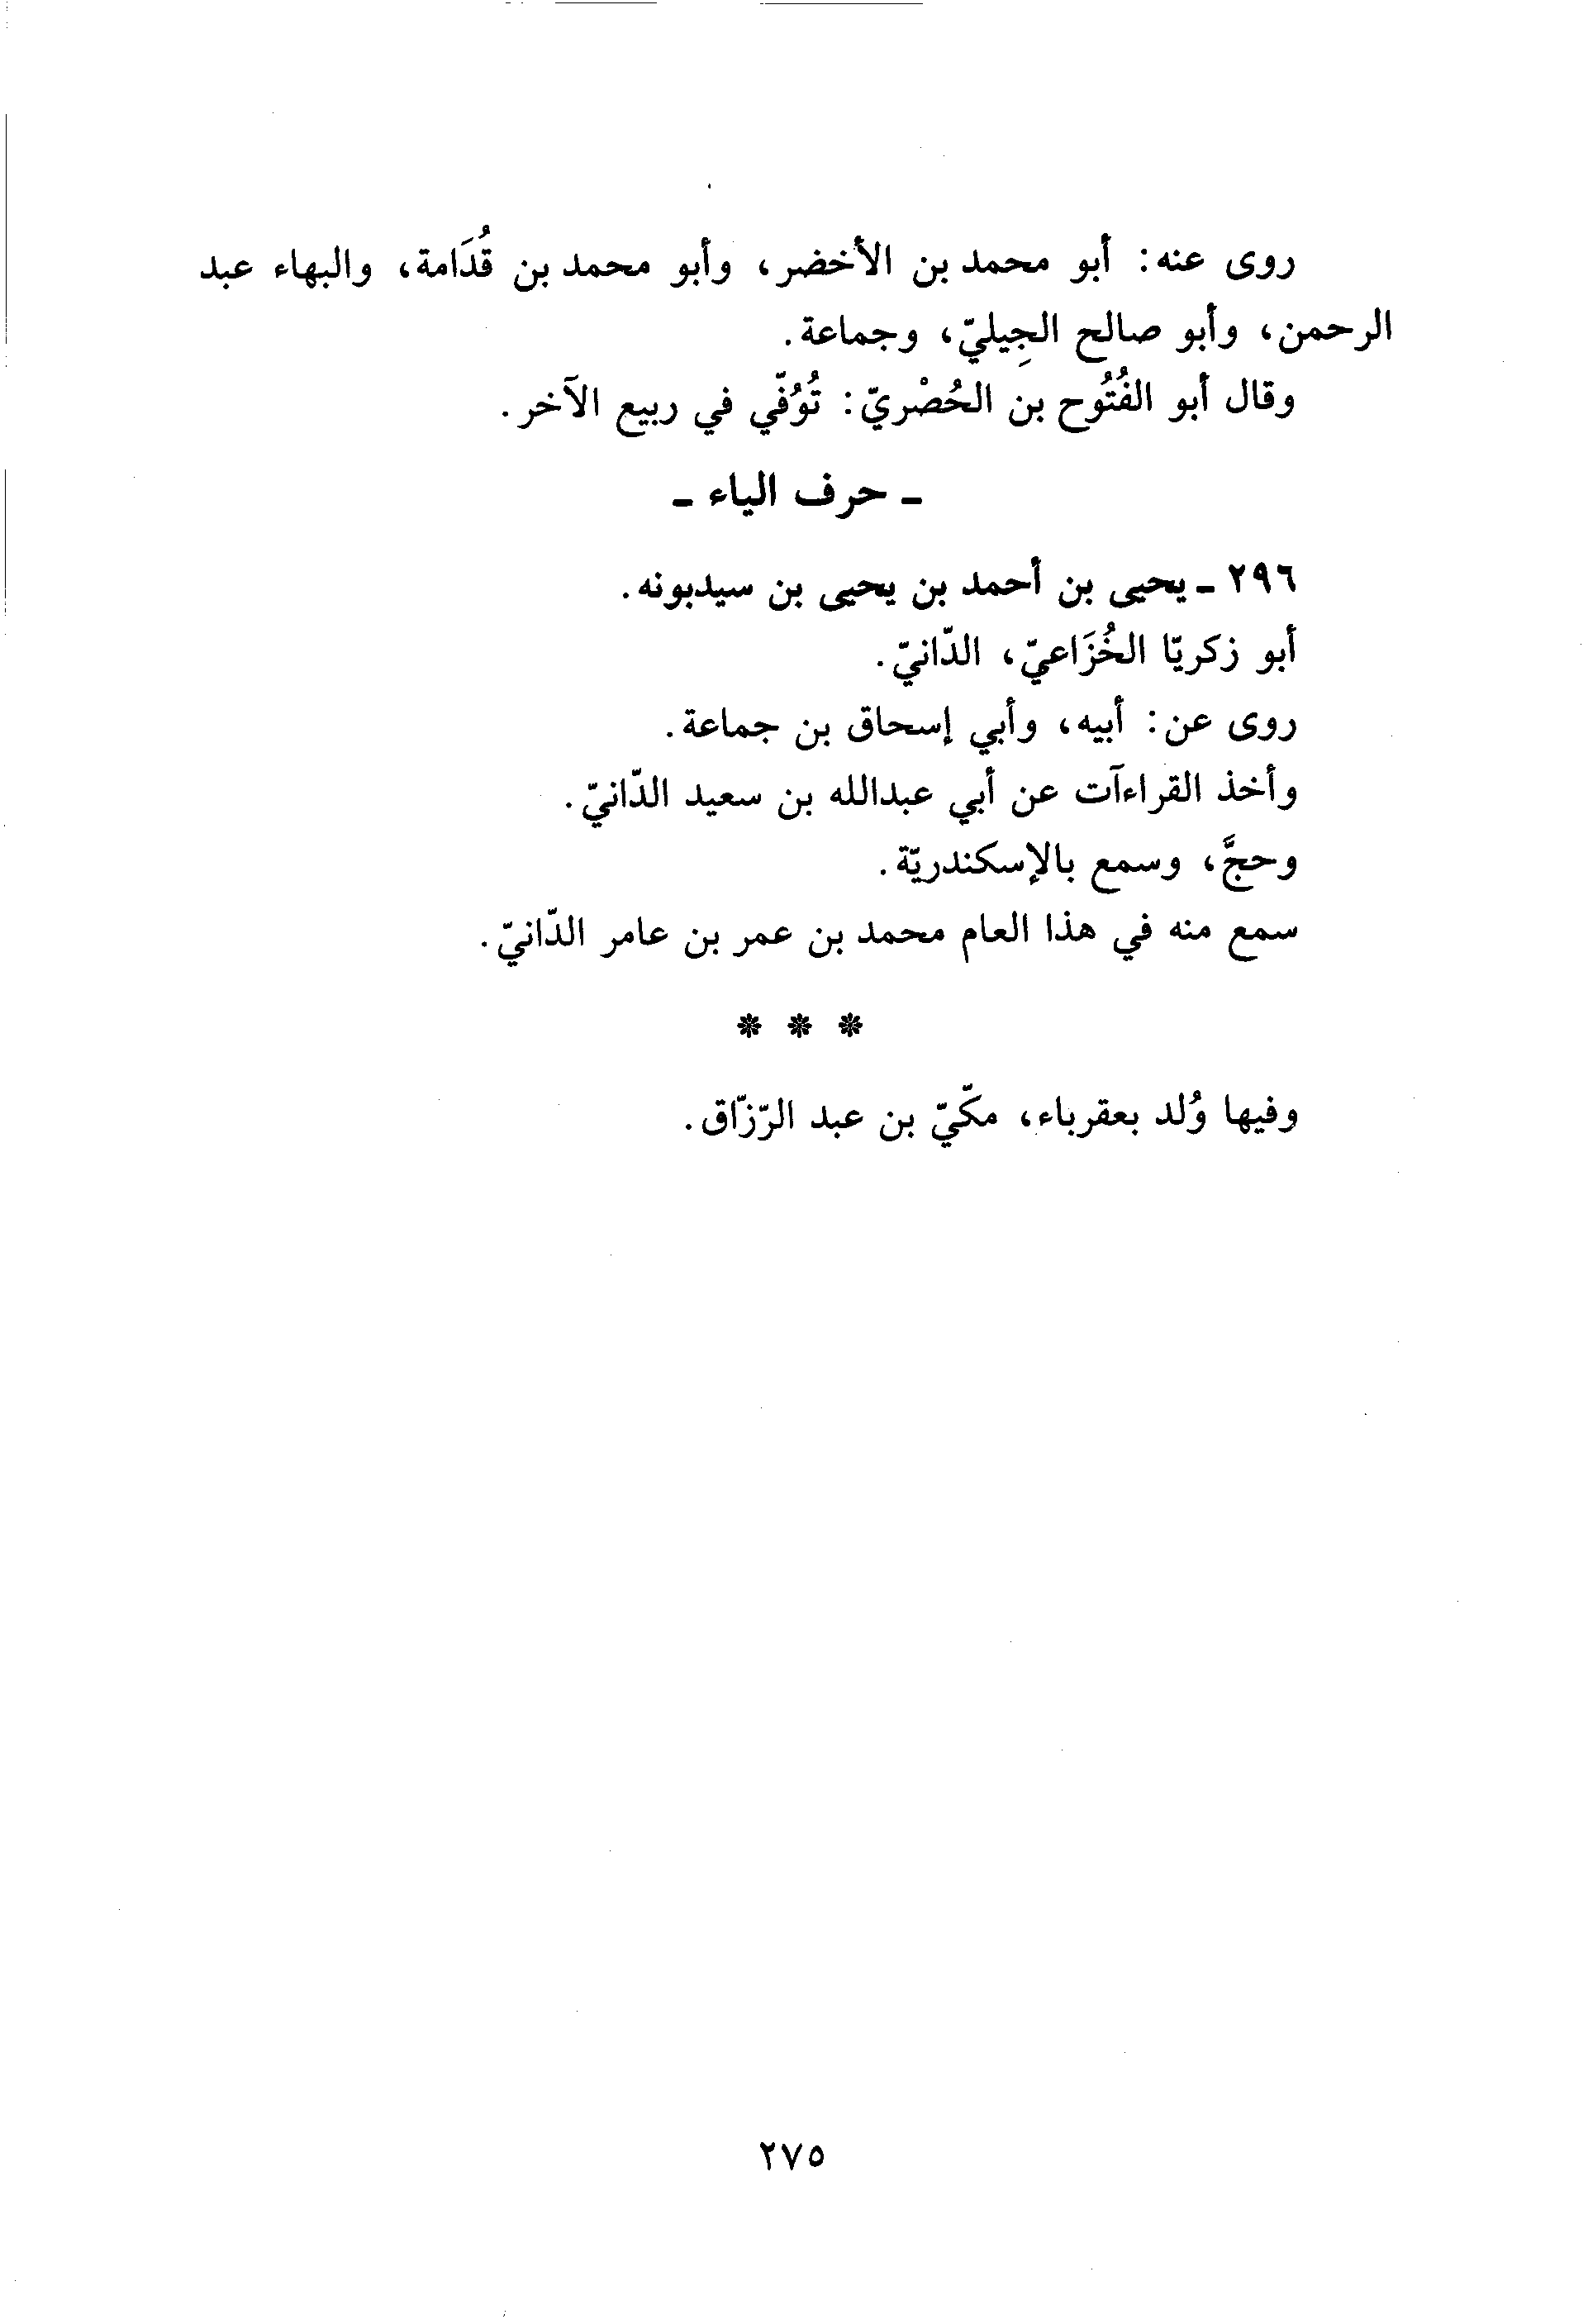 روى عنه: أبو محمد بن الأخضر، وأبو محمد بن قُدَامة، والبهاء عبد
الرحمن، وأبو صالح الجِيليّ، وجماعة.
وقال أبو الفُتُوح بن الحُصْريّ: تُوُفّي في ربيع الآخر.
- حرف الياء -
٢٩٦ - يحيى بن أحمد بن يحيى بن سيدبونه.
أبو زكريّا الخُزَاعيّ، الدّانيّ.
روى عن: أبيه، وأبي إسحاق بن جماعة.
وأخذ القراءآت عن أبي عبدالله بن سعيد الدّانيّ.
وحجَّ، وسمع بالإسكندريّة.
سمع منه في هذا العام محمد بن عمر بن عامر الدّانيّ.
* * *
وفيها وُلد بعقرباء، مكّيّ بن عبد الرّزّاق.
٢٧٥